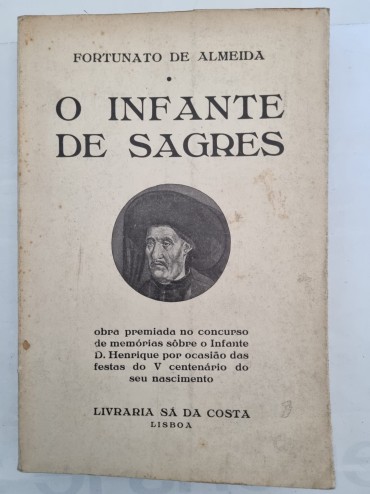 FORTUNATO DE ALMEIDA
O INFANTE
DE SAGRES
obra premiada no concurso
de memórias sôbre o Infante
D. Henrique por ocasião das
festas do V centenário do
seu nascimento
LIVRARIA SÁ DA COSTA
LISBOA